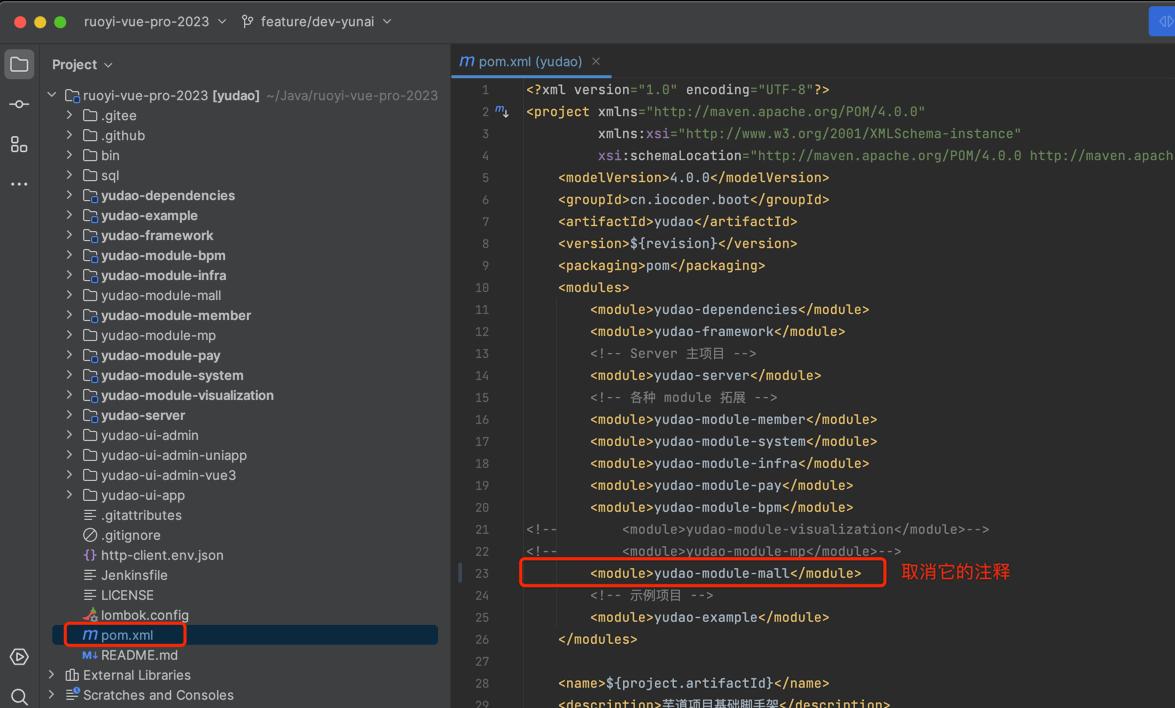 ruoyi-vue-pro-2023
feature/dev-yunai
Project
ruoyi-vue-pro-2023 [yudao] ~/Java/ruoyi-vue-pro-2023
.gitee
.github
bin
sql
yudao-dependencies
yudao-example
yudao-framework
yudao-module-bpm
yudao-module-infra
yudao-module-mall
yudao-module-member
yudao-module-mp
yudao-module-pay
yudao-module-system
yudao-module-visualization
yudao-server
yudao-ui-admin
yudao-ui-admin-uniapp
yudao-ui-admin-vue3
yudao-ui-app
.gitattributes
.gitignore
{} http-client.env.json
Jenkinsfile
LICENSE
lombok.config
m pom.xml
M↓ README.md
External Libraries
Scratches and Consoles
m pom.xml (yudao)
1 <?xml version="1.0" encoding="UTF-8"?>
2 m <project xmlns="http://maven.apache.org/POM/4.0.0"
3 xmlns:xsi="http://www.w3.org/2001/XMLSchema-instance"
4 xsi:schemaLocation="http://maven.apache.org/POM/4.0.0 http://maven.apach
5 <modelVersion>4.0.0</modelVersion>
6 <groupId>cn.iocoder.boot</groupId>
7 <artifactId>yudao</artifactId>
8 <version>${revision}</version>
9 <packaging>pom</packaging>
10 <modules>
11 <module>yudao-dependencies</module>
12 <module>yudao-framework</module>
13 <!-- Server 主项目 -->
14 <module>yudao-server</module>
15 <!-- 各种 module 拓展 -->
16 <module>yudao-module-member</module>
17 <module>yudao-module-system</module>
18 <module>yudao-module-infra</module>
19 <module>yudao-module-pay</module>
20 <module>yudao-module-bpm</module>
21 <!-- <module>yudao-module-visualization</module>-->
22 <!-- <module>yudao-module-mp</module>-->
23 <module>yudao-module-mall</module> 取消它的注释
24 <!-- 示例项目 -->
25 <module>yudao-example</module>
26 </modules>
27
28 <name>${project.artifactId}</name>
29 <description>芋道项目基础脚手架</description>